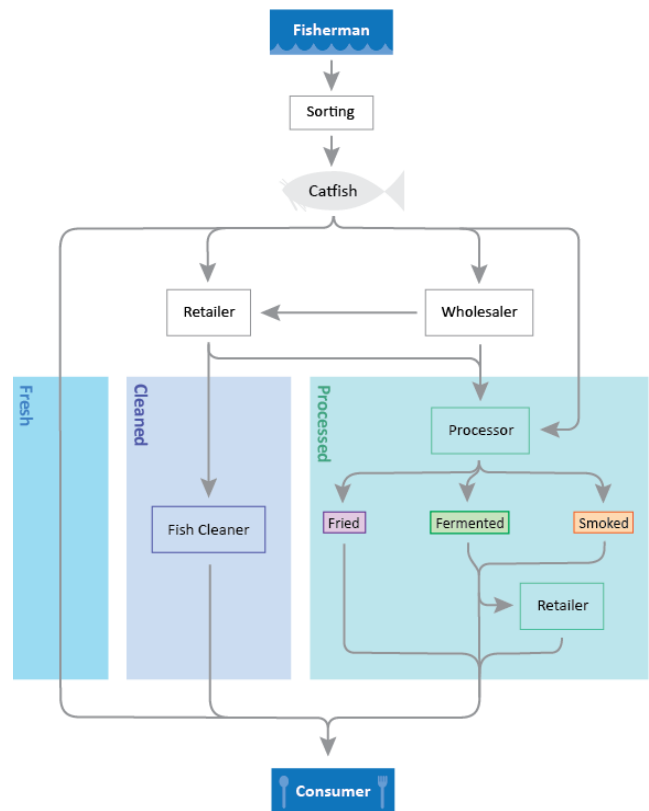 Fisherman
Sorting
Catfish
Retailer
Wholesaler
Fresh
Cleaned
Processed
Processor
Fried
Fermented
Smoked
Fish Cleaner
Retailer
Consumer